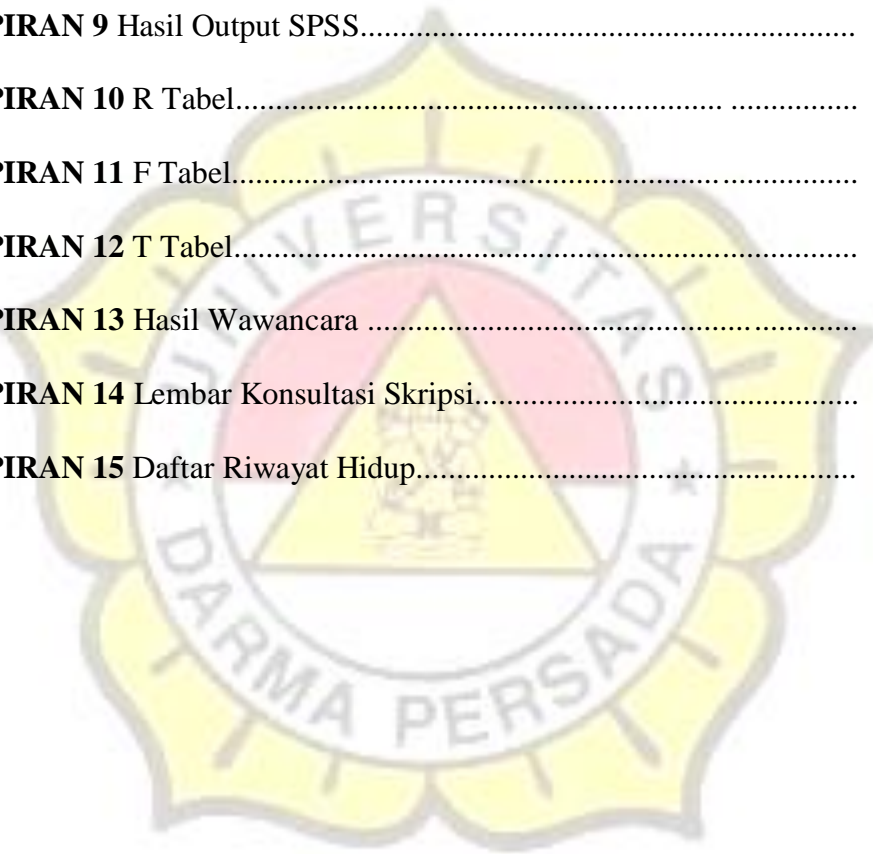 PIRAN 9 Hasil Output SPSS..............................................................
PIRAN 10 R Tabel............................................................. ................
PIRAN 11 F Tabel..............................................................................
PIRAN 12 T Tabel..............................................................................
PIRAN 13 Hasil Wawancara .............................................................
PIRAN 14 Lembar Konsultasi Skripsi................................................
PIRAN 15 Daftar Riwayat Hidup.......................................................
UNIVERSITAS
DARMA PERSADA